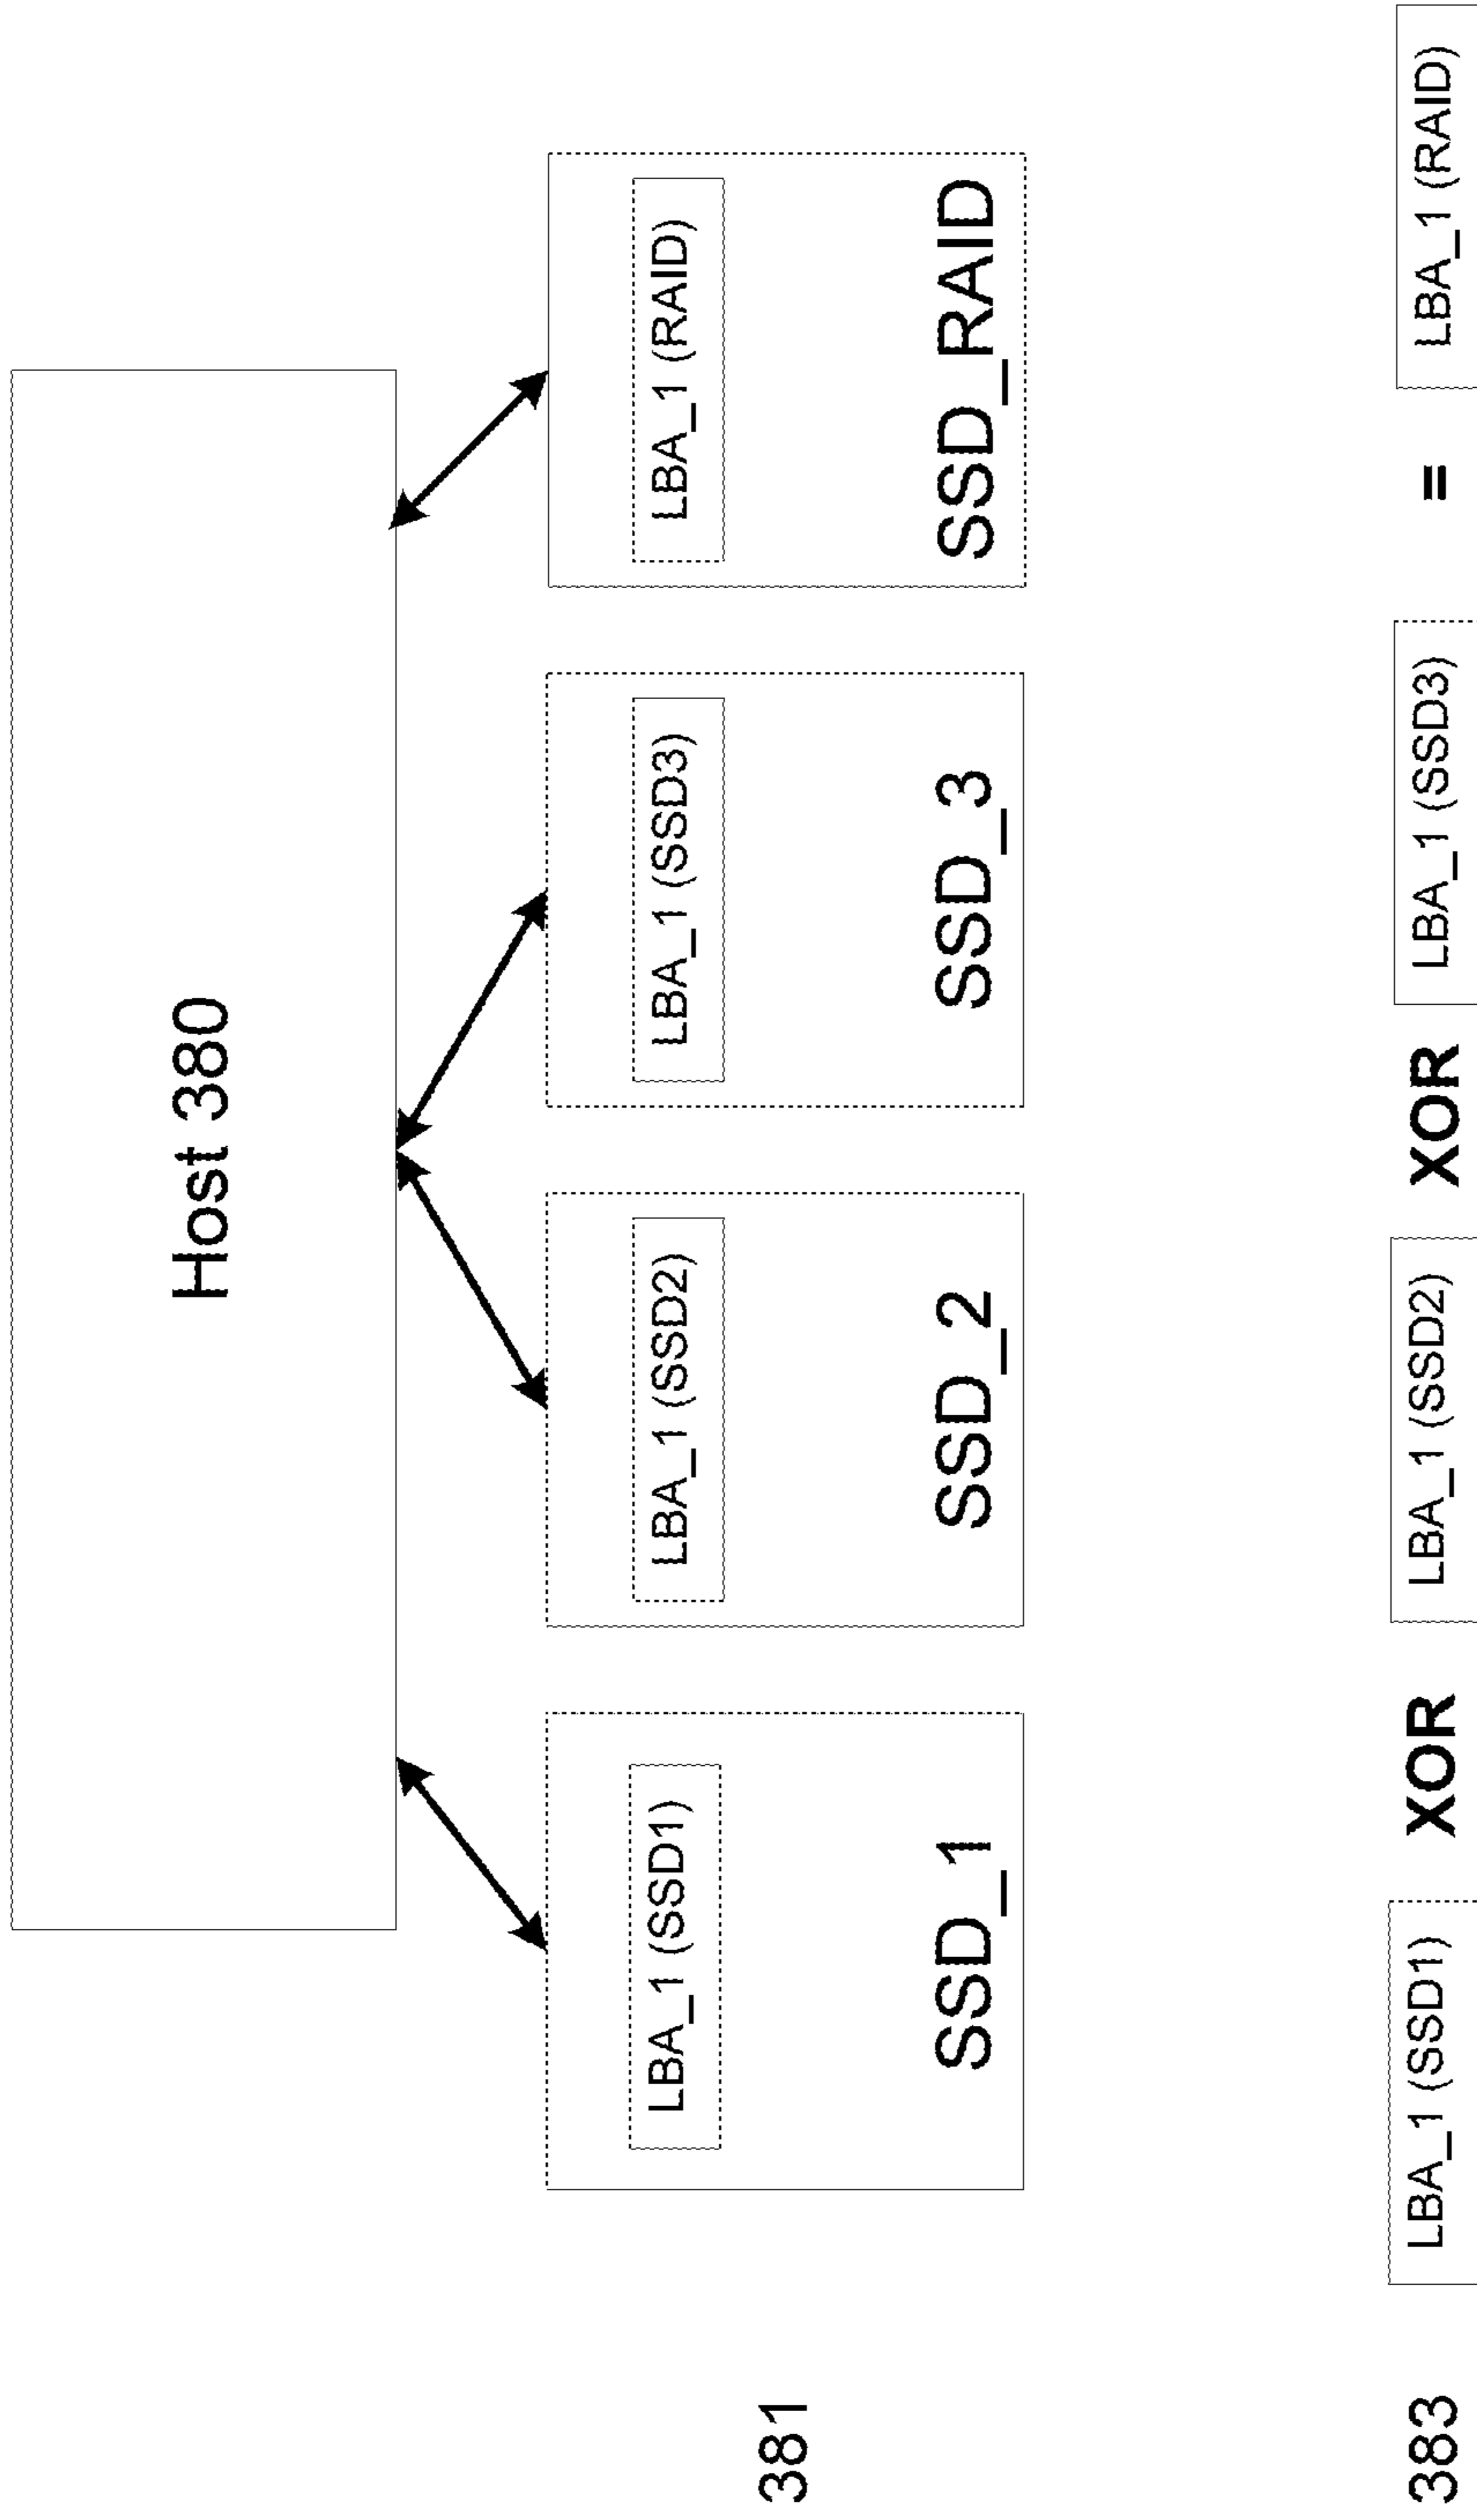 Host 380
LBA_1 (SSD1)
LBA_1 (SSD2)
LBA_1 (SSD3)
LBA_1 (RAID)
381
SSD_1
SSD_2
SSD_3
SSD_RAID
383 LBA_1 (SSD1) XOR LBA_1 (SSD2) XOR LBA_1 (SSD3) = LBA_1 (RAID)